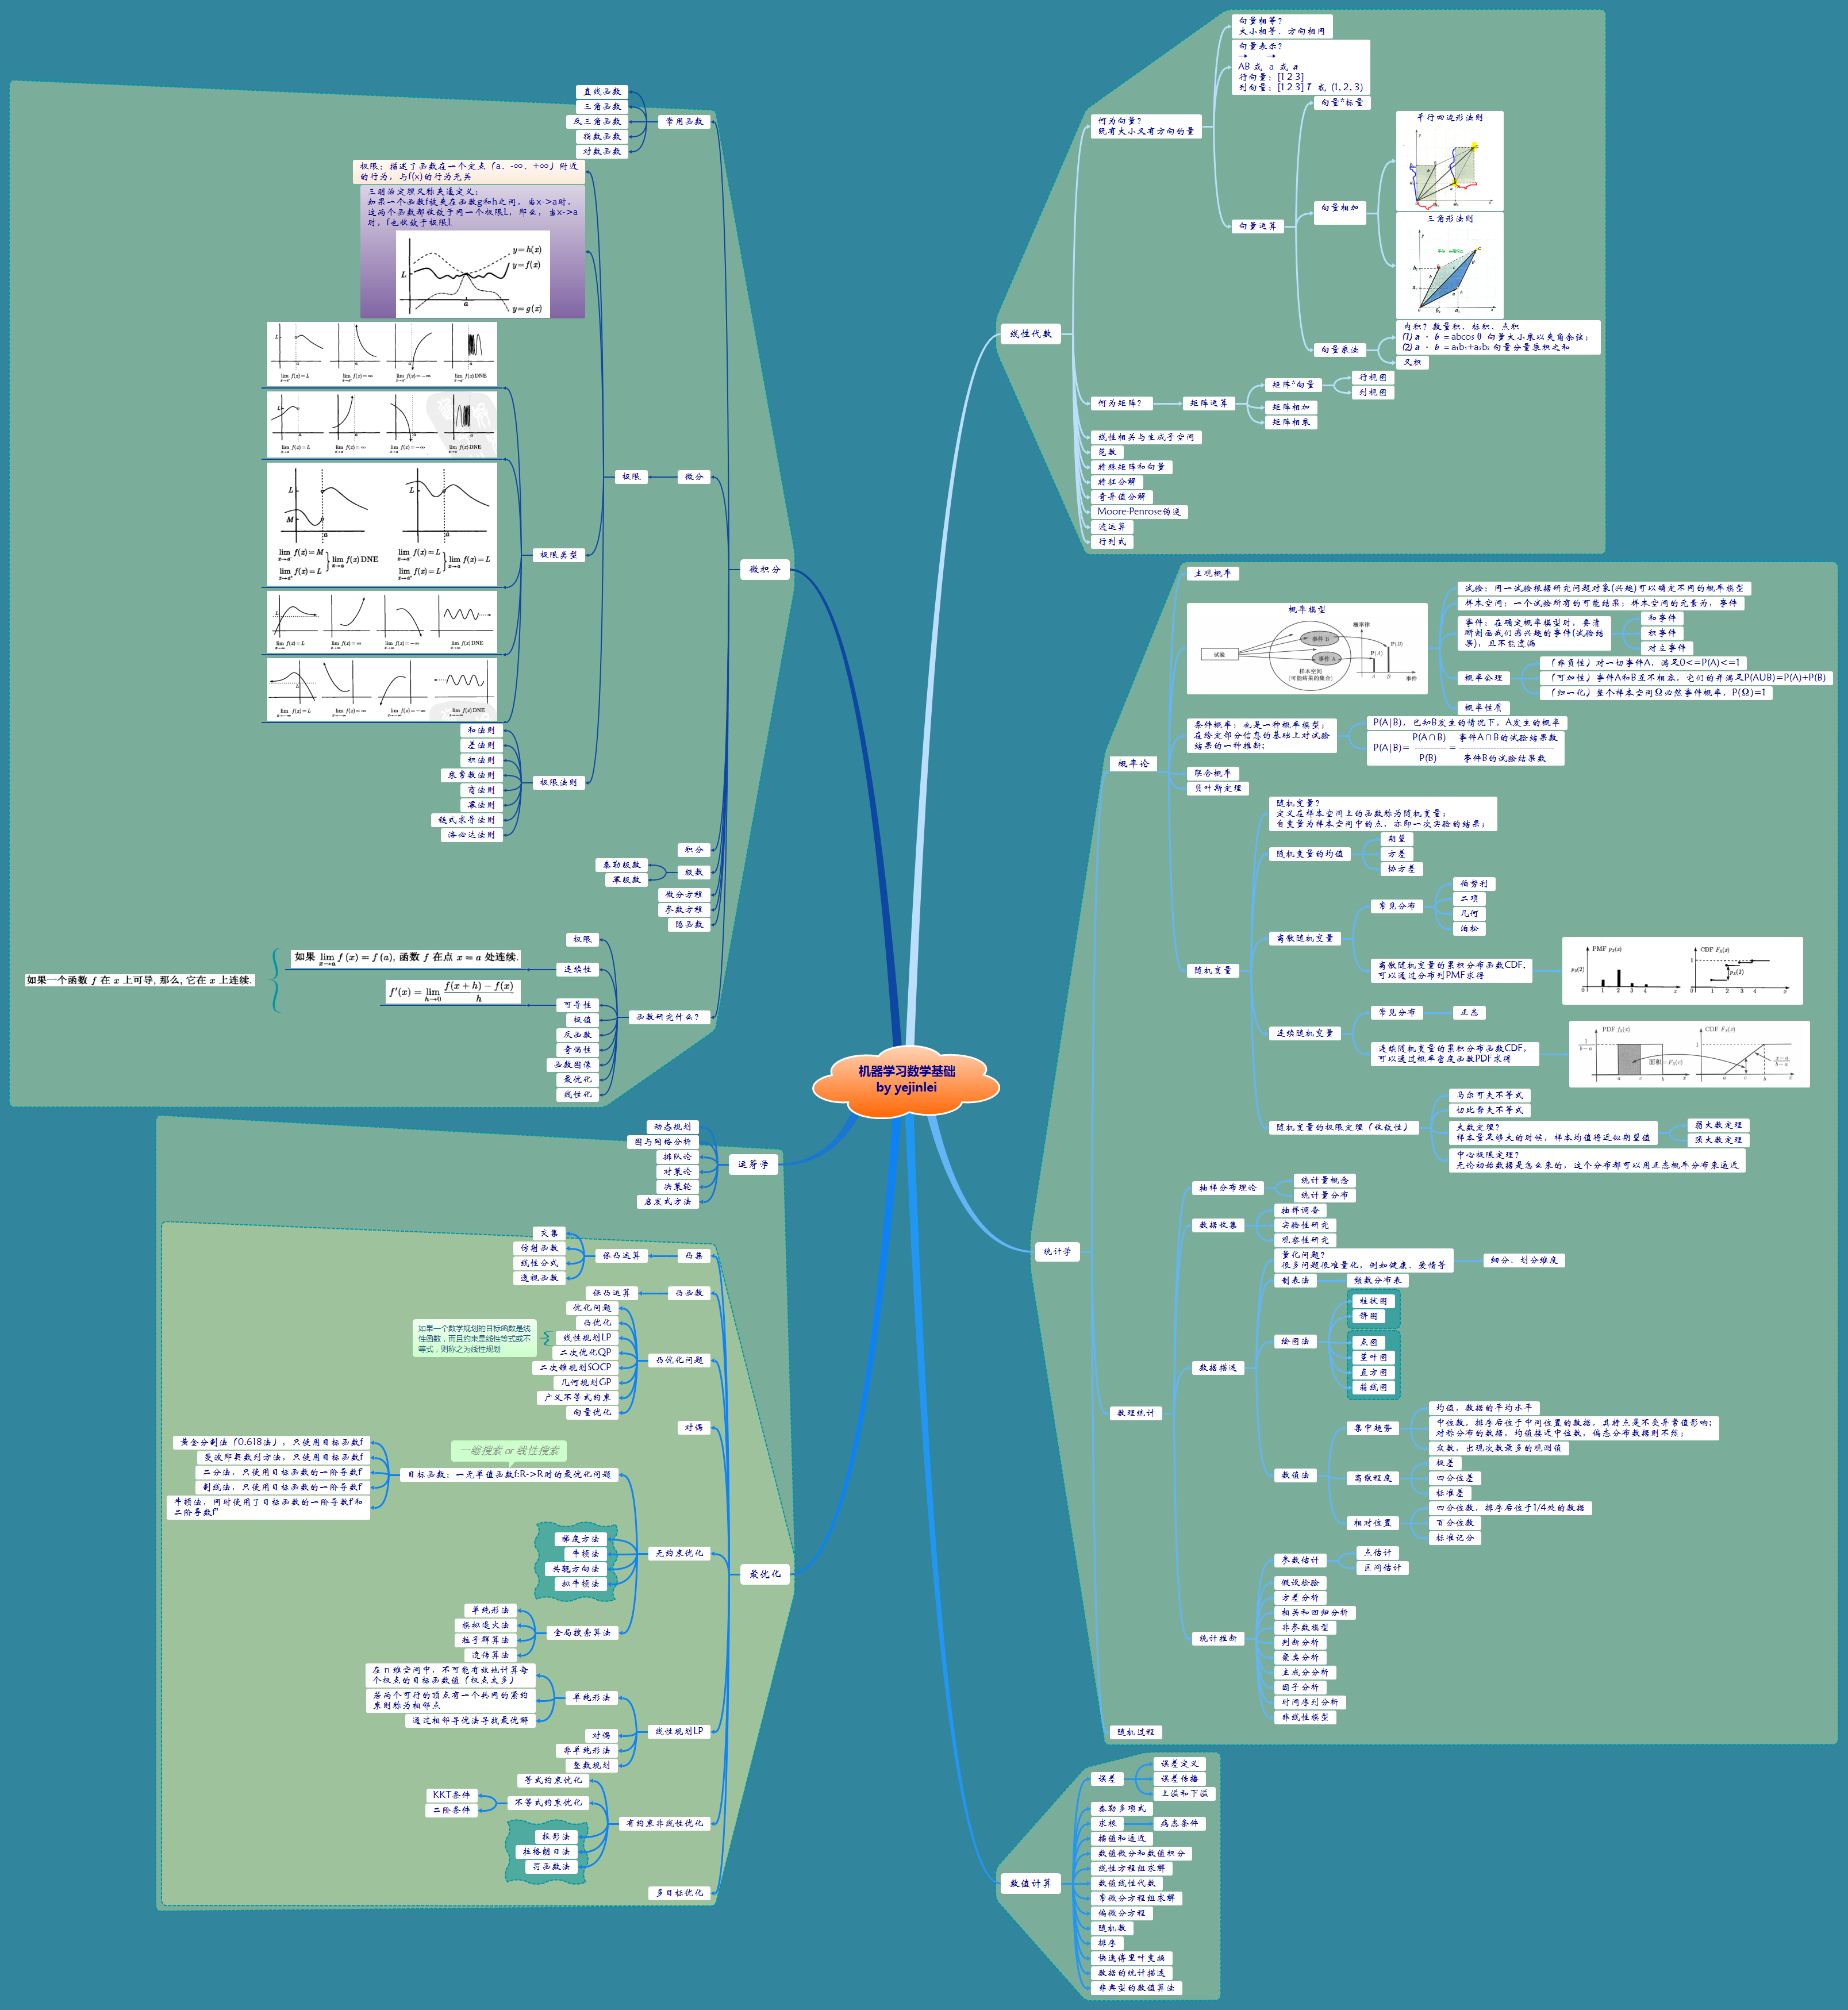 机器学习数学基础
by yejinlei
线性代数
何为向量?
既有大小又有方向的量
向量相等?
大小相等、方向相同
向量表示?
→ →
AB 或 a 或 a
行向量: [1 2 3]
列向量: [1 2 3] T 或 (1、2、3)
向量运算
向量*标量
向量相加
平行四边形法则
三角形法则
向量乘法
内积? 数量积、标积、点积
(1) a · b = abcos θ 向量大小乘以夹角余弦;
(2) a · b = a₁b₁+a₂b₂ 向量分量乘积之和
叉积
何为矩阵?
矩阵运算
矩阵*向量
行视图
列视图
矩阵相加
矩阵相乘
线性相关与生成子空间
范数
特殊矩阵和向量
特征分解
奇异值分解
Moore-Penrose伪逆
迹运算
行列式
统计学
概率论
主观概率
概率模型
试验
事件 B
事件 A
样本空间
(可能结果的集合)
概率律
P(B)
P(A)
A B
事件
试验: 同一试验根据研究问题对象(兴趣)可以确定不同的概率模型
样本空间: 一个试验所有的可能结果; 样本空间的元素为, 事件
事件: 在确定概率模型时, 要清
晰刻画我们感兴趣的事件(试验结
果), 且不能遗漏
和事件
积事件
对立事件
概率公理
(非负性) 对一切事件A, 满足0<=P(A)<=1
(可加性) 事件A和B互不相容, 它们的并满足P(AUB)=P(A)+P(B)
(归一化) 整个样本空间Ω必然事件概率, P(Ω)=1
概率性质
条件概率: 也是一种概率模型;
在给定部分信息的基础上对试验
结果的一种推断;
P(A|B), 已知B发生的情况下, A发生的概率
P(A∩B) 事件A∩B的试验结果数
P(A|B)= ----------- = ---------------------------------
P(B) 事件B的试验结果数
联合概率
贝叶斯定理
随机变量
随机变量?
定义在样本空间上的函数称为随机变量;
自变量为样本空间中的点, 亦即一次实验的结果;
随机变量的均值
期望
方差
协方差
离散随机变量
常见分布
伯努利
二项
几何
泊松
离散随机变量的累积分布函数CDF,
可以通过分布列PMF求得
PMF pX(x)
pX(2)
0 1 2 3 4 x
CDF FX(x)
1
pX(2)
0 1 2 3 4 x
连续随机变量
常见分布
正态
连续随机变量的累积分布函数CDF,
可以通过概率密度函数PDF求得
PDF fX(x)
1
b−a
面积=FX(c)
a c b x
CDF FX(x)
1
x−a
b−a
a c b x
随机变量的极限定理 (收敛性)
马尔可夫不等式
切比雪夫不等式
大数定理?
样本量足够大的时候, 样本均值将近似期望值
弱大数定理
强大数定理
中心极限定理?
无论初始数据是怎么来的, 这个分布都可以用正态概率分布来逼近
数理统计
抽样分布理论
统计量概念
统计量分布
数据收集
抽样调查
实验性研究
观察性研究
数据描述
量化问题?
很多问题很难量化, 例如健康、爱情等
细分、划分维度
制表法
频数分布表
绘图法
柱状图
饼图
点图
茎叶图
直方图
箱线图
数值法
集中趋势
均值, 数据的平均水平
中位数, 排序后位于中间位置的数据, 其特点是不受异常值影响;
对称分布的数据, 均值接近中位数, 偏态分布数据则不然;
众数, 出现次数最多的观测值
离散程度
极差
四分位差
标准差
相对位置
四分位数, 排序后位于1/4处的数据
百分位数
标准记分
统计推断
参数估计
点估计
区间估计
假设检验
方差分析
相关和回归分析
非参数模型
判断分析
聚类分析
主成分分析
因子分析
时间序列分析
非线性模型
随机过程
数值计算
误差
误差定义
误差传播
上溢和下溢
泰勒多项式
求根
病态条件
插值和逼近
数值微分和数值积分
线性方程组求解
数值线性代数
常微分方程组求解
偏微分方程
随机数
排序
快速傅里叶变换
数据的统计描述
非典型的数值算法
微积分
常用函数
直线函数
三角函数
反三角函数
指数函数
对数函数
微分
极限
极限: 描述了函数在一个定点 (a、-∞、+∞) 附近
的行为, 与f(x)的行为无关
三明治定理又称夹逼定义:
如果一个函数f被夹在函数g和h之间, 当x->a时,
这两个函数都收敛于同一个极限L, 那么, 当x->a
时, f也收敛于极限L
y = h(x)
y = f(x)
L
a
y = g(x)
极限类型
lim f(x) = L lim f(x) = ∞ lim f(x) = −∞ lim f(x) DNE
lim f(x) = L lim f(x) = ∞ lim f(x) = −∞ lim f(x) DNE
L
M
a
L
a
lim f(x) = M
x→a⁻
lim f(x) = L
x→a⁺
lim f(x) DNE
x→a
lim f(x) = L
x→a⁻
lim f(x) = L
x→a⁺
lim f(x) = L
x→a
lim f(x) = L lim f(x) = ∞ lim f(x) = −∞ lim f(x) DNE
lim f(x) = L lim f(x) = ∞ lim f(x) = −∞ lim f(x) DNE
极限法则
和法则
差法则
积法则
乘常数法则
商法则
幂法则
链式求导法则
洛必达法则
积分
级数
泰勒级数
幂级数
微分方程
参数方程
隐函数
函数研究什么?
极限
连续性
如果 lim f (x) = f (a), 函数 f 在点 x = a 处连续.
x→a
可导性
f′(x) = lim f(x + h) − f(x)
h→0 h
如果一个函数 f 在 x 上可导, 那么, 它在 x 上连续.
极值
反函数
奇偶性
函数图像
最优化
线性化
运筹学
动态规划
图与网络分析
排队论
对策论
决策轮
启发式方法
最优化
凸集
保凸运算
交集
仿射函数
线性分式
透视函数
凸函数
保凸运算
凸优化问题
优化问题
凸优化
线性规划LP
如果一个数学规划的目标函数是线
性函数，而且约束是线性等式或不
等式，则称之为线性规划
二次优化QP
二次锥规划SOCP
几何规划GP
广义不等式约束
向量优化
对偶
无约束优化
一维搜索 or 线性搜索
目标函数: 一元单值函数f:R->R时的最优化问题
黄金分割法 (0.618法), 只使用目标函数f
斐波那契数列方法, 只使用目标函数f
二分法, 只使用目标函数的一阶导数f'
割线法, 只使用目标函数的一阶导数f'
牛顿法, 同时使用了目标函数的一阶导数f'和
二阶导数f''
梯度方法
牛顿法
共轭方向法
拟牛顿法
全局搜索算法
单纯形法
模拟退火法
粒子群算法
遗传算法
线性规划LP
单纯形法
在 n 维空间中, 不可能有效地计算每
个极点的目标函数值 (极点太多)
若两个可行的顶点有一个共同的紧约
束则称为相邻点
通过相邻寻优法寻找最优解
对偶
非单纯形法
整数规划
有约束非线性优化
等式约束优化
不等式约束优化
KKT条件
二阶条件
投影法
拉格朗日法
罚函数法
多目标优化